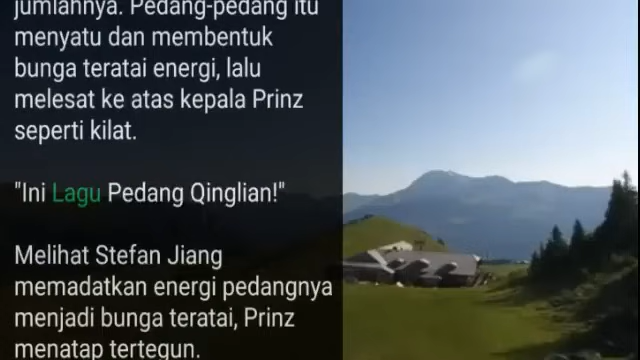 jumlahnya. Pedang-pedang itu
menyatu dan membentuk
bunga teratai energi, lalu
melesat ke atas kepala Prinz
seperti kilat.
"Ini Lagu Pedang Qinglian!"
Melihat Stefan Jiang
memadatkan energi pedangnya
menjadi bunga teratai, Prinz
menatap tertegun.